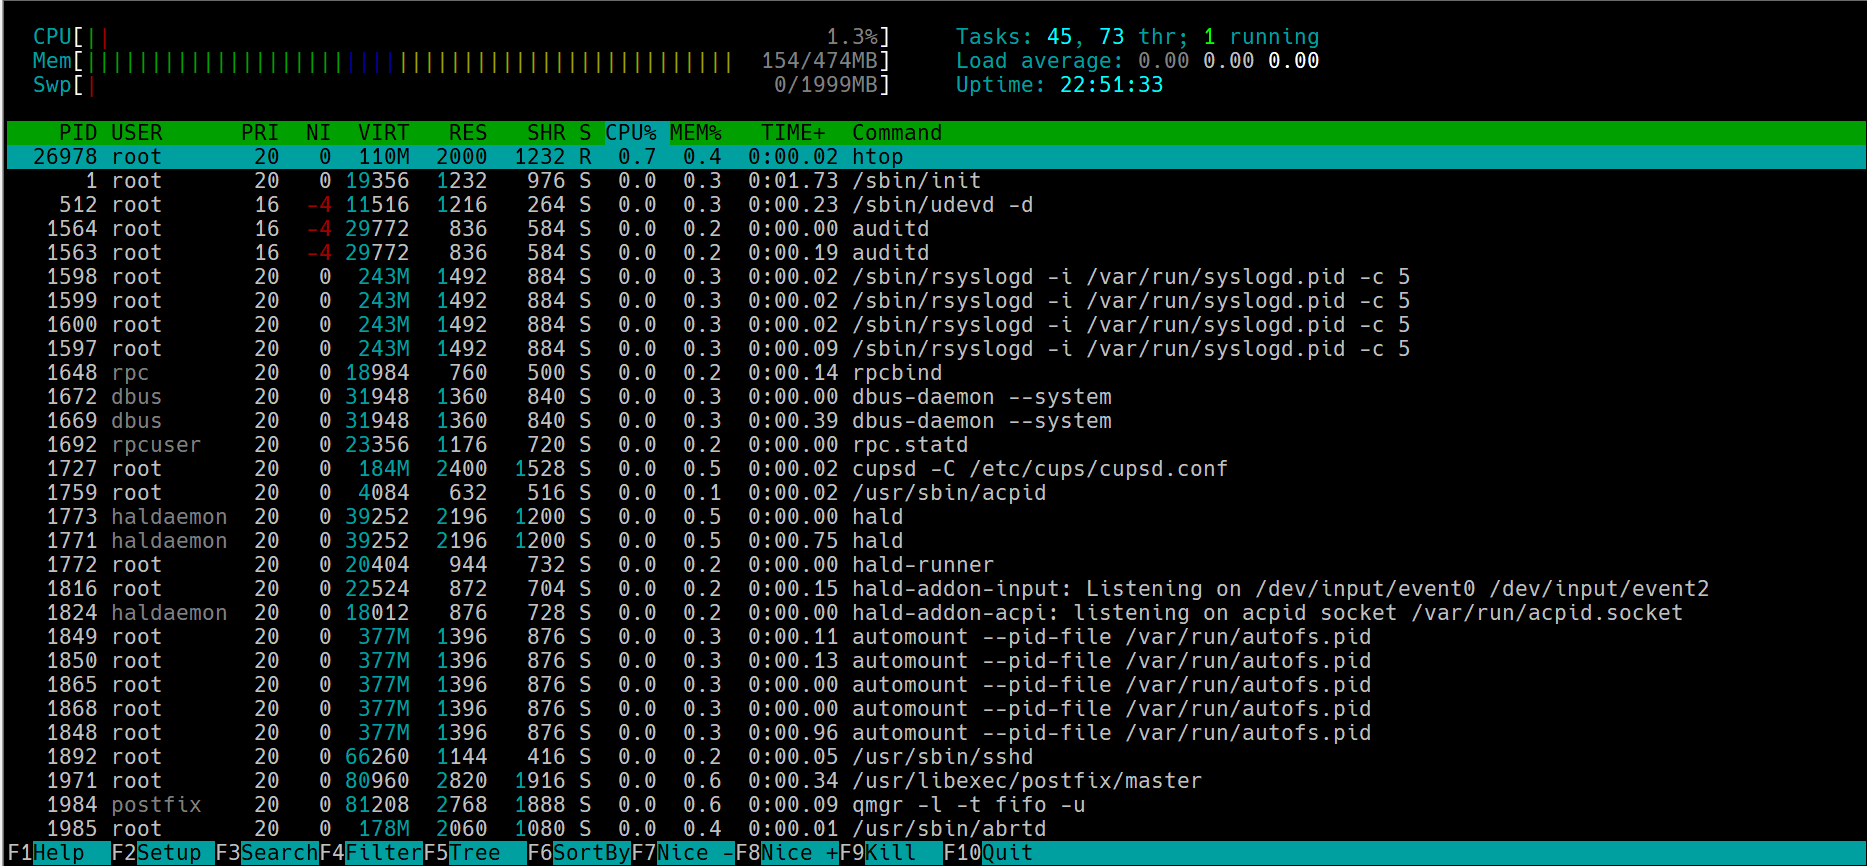 CPU[|| 1.3%] Tasks: 45, 73 thr; 1 running
Mem[|||||||||||||||||||||||||||||||||||||||||||||||||| 154/474MB] Load average: 0.00 0.00 0.00
Swp[| 0/1999MB] Uptime: 22:51:33
PID USER PRI NI VIRT RES SHR S CPU% MEM% TIME+ Command
26978 root 20 0 110M 2000 1232 R 0.7 0.4 0:00.02 htop
1 root 20 0 19356 1232 976 S 0.0 0.3 0:01.73 /sbin/init
512 root 16 -4 11516 1216 264 S 0.0 0.3 0:00.23 /sbin/udevd -d
1564 root 16 -4 29772 836 584 S 0.0 0.2 0:00.00 auditd
1563 root 16 -4 29772 836 584 S 0.0 0.2 0:00.19 auditd
1598 root 20 0 243M 1492 884 S 0.0 0.3 0:00.02 /sbin/rsyslogd -i /var/run/syslogd.pid -c 5
1599 root 20 0 243M 1492 884 S 0.0 0.3 0:00.02 /sbin/rsyslogd -i /var/run/syslogd.pid -c 5
1600 root 20 0 243M 1492 884 S 0.0 0.3 0:00.02 /sbin/rsyslogd -i /var/run/syslogd.pid -c 5
1597 root 20 0 243M 1492 884 S 0.0 0.3 0:00.09 /sbin/rsyslogd -i /var/run/syslogd.pid -c 5
1648 rpc 20 0 18984 760 500 S 0.0 0.2 0:00.14 rpcbind
1672 dbus 20 0 31948 1360 840 S 0.0 0.3 0:00.00 dbus-daemon --system
1669 dbus 20 0 31948 1360 840 S 0.0 0.3 0:00.39 dbus-daemon --system
1692 rpcuser 20 0 23356 1176 720 S 0.0 0.2 0:00.00 rpc.statd
1727 root 20 0 184M 2400 1528 S 0.0 0.5 0:00.02 cupsd -C /etc/cups/cupsd.conf
1759 root 20 0 4084 632 516 S 0.0 0.1 0:00.02 /usr/sbin/acpid
1773 haldaemon 20 0 39252 2196 1200 S 0.0 0.5 0:00.00 hald
1771 haldaemon 20 0 39252 2196 1200 S 0.0 0.5 0:00.75 hald
1772 root 20 0 20404 944 732 S 0.0 0.2 0:00.00 hald-runner
1816 root 20 0 22524 872 704 S 0.0 0.2 0:00.15 hald-addon-input: Listening on /dev/input/event0 /dev/input/event2
1824 haldaemon 20 0 18012 876 728 S 0.0 0.2 0:00.00 hald-addon-acpi: listening on acpid socket /var/run/acpid.socket
1849 root 20 0 377M 1396 876 S 0.0 0.3 0:00.11 automount --pid-file /var/run/autofs.pid
1850 root 20 0 377M 1396 876 S 0.0 0.3 0:00.13 automount --pid-file /var/run/autofs.pid
1865 root 20 0 377M 1396 876 S 0.0 0.3 0:00.00 automount --pid-file /var/run/autofs.pid
1868 root 20 0 377M 1396 876 S 0.0 0.3 0:00.00 automount --pid-file /var/run/autofs.pid
1848 root 20 0 377M 1396 876 S 0.0 0.3 0:00.96 automount --pid-file /var/run/autofs.pid
1892 root 20 0 66260 1144 416 S 0.0 0.2 0:00.05 /usr/sbin/sshd
1971 root 20 0 80960 2820 1916 S 0.0 0.6 0:00.34 /usr/libexec/postfix/master
1984 postfix 20 0 81208 2768 1888 S 0.0 0.6 0:00.09 qmgr -l -t fifo -u
1985 root 20 0 178M 2060 1080 S 0.0 0.4 0:00.01 /usr/sbin/abrtd
F1Help F2Setup F3SearchF4FilterF5Tree F6SortByF7Nice -F8Nice +F9Kill F10Quit